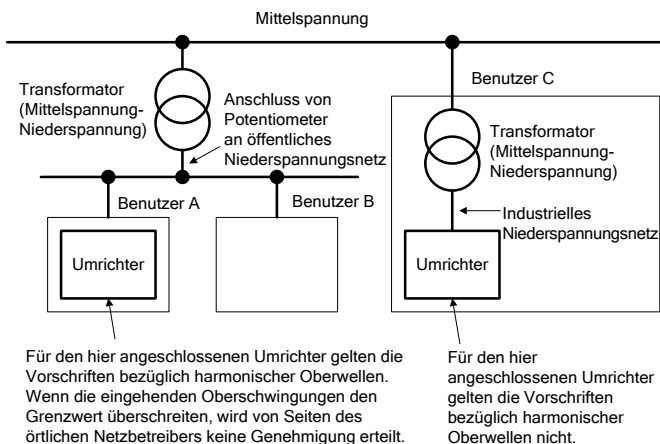 Mittelspannung
Benutzer C
Transformator
(Mittelspannung-
Niederspannung)
Anschluss von
Potentiometer
an öffentliches
Niederspannungsnetz
Transformator
(Mittelspannung-
Niederspannung)
Benutzer A
Benutzer B
Industrielles
Niederspannungsnetz
Umrichter
Umrichter
Für den hier angeschlossenen Umrichter gelten die
Vorschriften bezüglich harmonischer Oberwellen.
Wenn die eingehenden Oberschwingungen den
Grenzwert überschreiten, wird von Seiten des
örtlichen Netzbetreibers keine Genehmigung erteilt.
Für den hier
angeschlossenen Umrichter
gelten die Vorschriften
bezüglich harmonischer
Oberwellen nicht.